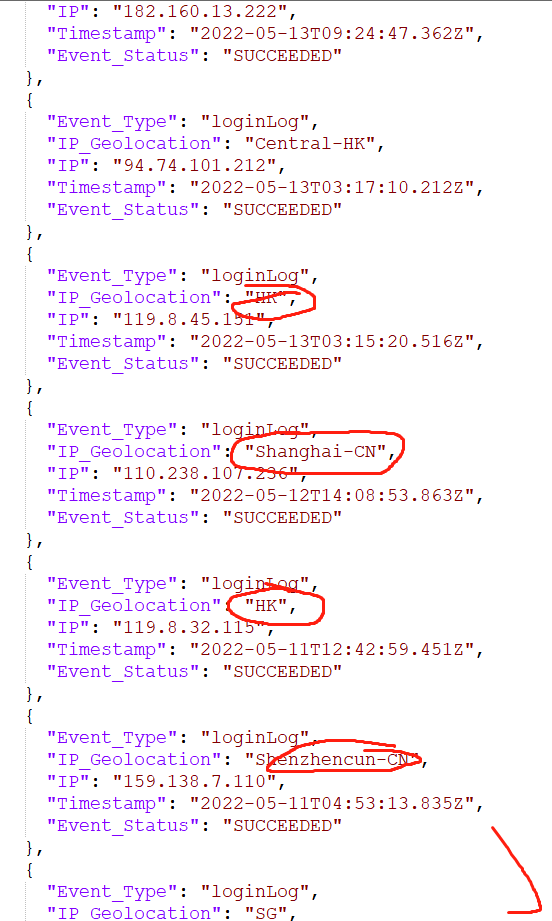 "IP": "182.160.13.222",
"Timestamp": "2022-05-13T09:24:47.362Z",
"Event_Status": "SUCCEEDED"
},
{
"Event_Type": "loginLog",
"IP_Geolocation": "Central-HK",
"IP": "94.74.101.212",
"Timestamp": "2022-05-13T03:17:10.212Z",
"Event_Status": "SUCCEEDED"
},
{
"Event_Type": "loginLog",
"IP_Geolocation": "HK",
"IP": "119.8.45.151",
"Timestamp": "2022-05-13T03:15:20.516Z",
"Event_Status": "SUCCEEDED"
},
{
"Event_Type": "loginLog",
"IP_Geolocation": "Shanghai-CN",
"IP": "110.238.107.236",
"Timestamp": "2022-05-12T14:08:53.863Z",
"Event_Status": "SUCCEEDED"
},
{
"Event_Type": "loginLog",
"IP_Geolocation": "HK",
"IP": "119.8.32.115",
"Timestamp": "2022-05-11T12:42:59.451Z",
"Event_Status": "SUCCEEDED"
},
{
"Event_Type": "loginLog",
"IP_Geolocation": "Shenzhencun-CN",
"IP": "159.138.7.110",
"Timestamp": "2022-05-11T04:53:13.835Z",
"Event_Status": "SUCCEEDED"
},
{
"Event_Type": "loginLog",
"IP_Geolocation": "SG",